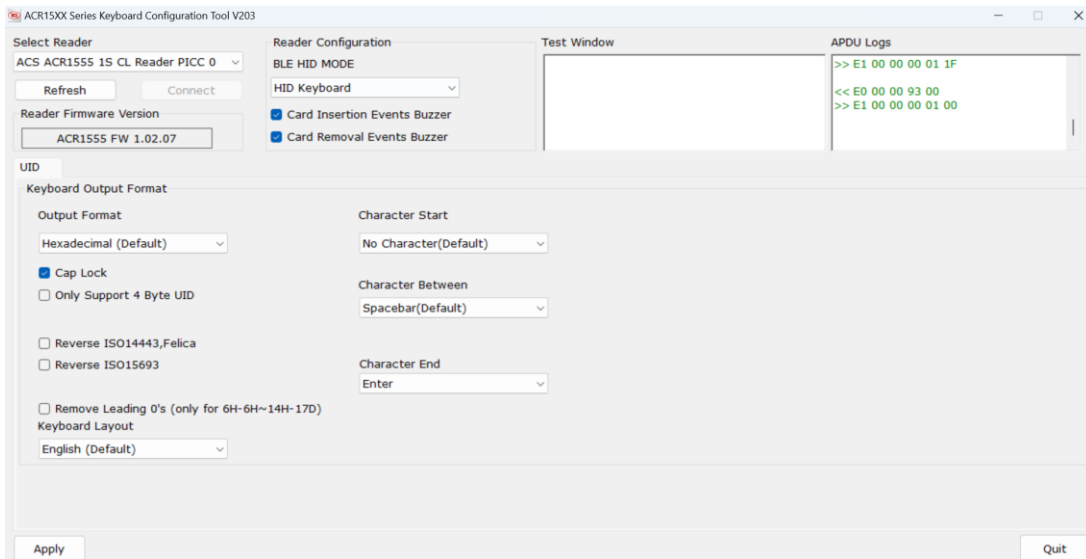 ACR15XX Series Keyboard Configuration Tool V203
Select Reader
ACS ACR1555 1S CL Reader PICC 0
Refresh
Connect
Reader Firmware Version
ACR1555 FW 1.02.07
Reader Configuration
BLE HID MODE
HID Keyboard
Card Insertion Events Buzzer
Card Removal Events Buzzer
Test Window
APDU Logs
>> E1 00 00 00 01 1F
<< E0 00 00 93 00
>> E1 00 00 00 01 00
UID
Keyboard Output Format
Output Format
Hexadecimal (Default)
Cap Lock
Only Support 4 Byte UID
Reverse ISO14443,Felica
Reverse ISO15693
Remove Leading 0's (only for 6H-6H~14H-17D)
Keyboard Layout
English (Default)
Character Start
No Character(Default)
Character Between
Spacebar(Default)
Character End
Enter
Apply
Quit